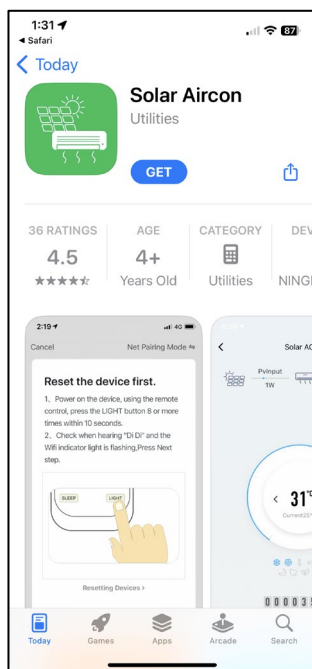 1:31
87
Safari
Today
Solar Aircon
Utilities
GET
36 RATINGS
4.5
AGE
4+
Years Old
CATEGORY
Utilities
DEV
NINGI
2:19
4G
Cancel
Net Pairing Mode
Reset the device first.
1、Power on the device, using the remote
control, press the LIGHT button 8 or more
times within 10 seconds.
2、Check when hearing "Di Di" and the
Wifi indicator light is flashing,Press Next
step.
SLEEP
LIGHT
Resetting Devices >
Solar AC
PvInput
1W
31°
Current25°
000035
Today
Games
Apps
Arcade
Search